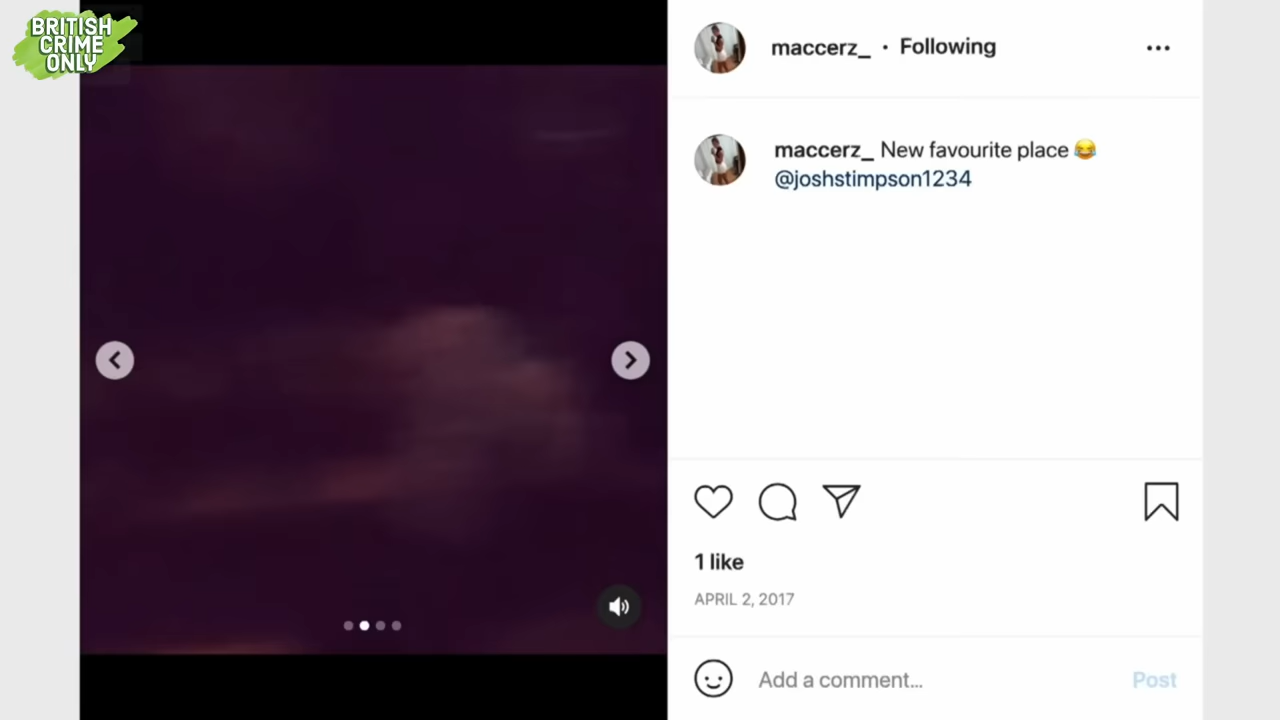 BRITISH
CRIME
ONLY
maccerz_ · Following
maccerz_ New favourite place 😂
@joshstimpson1234
1 like
APRIL 2, 2017
Add a comment...
Post